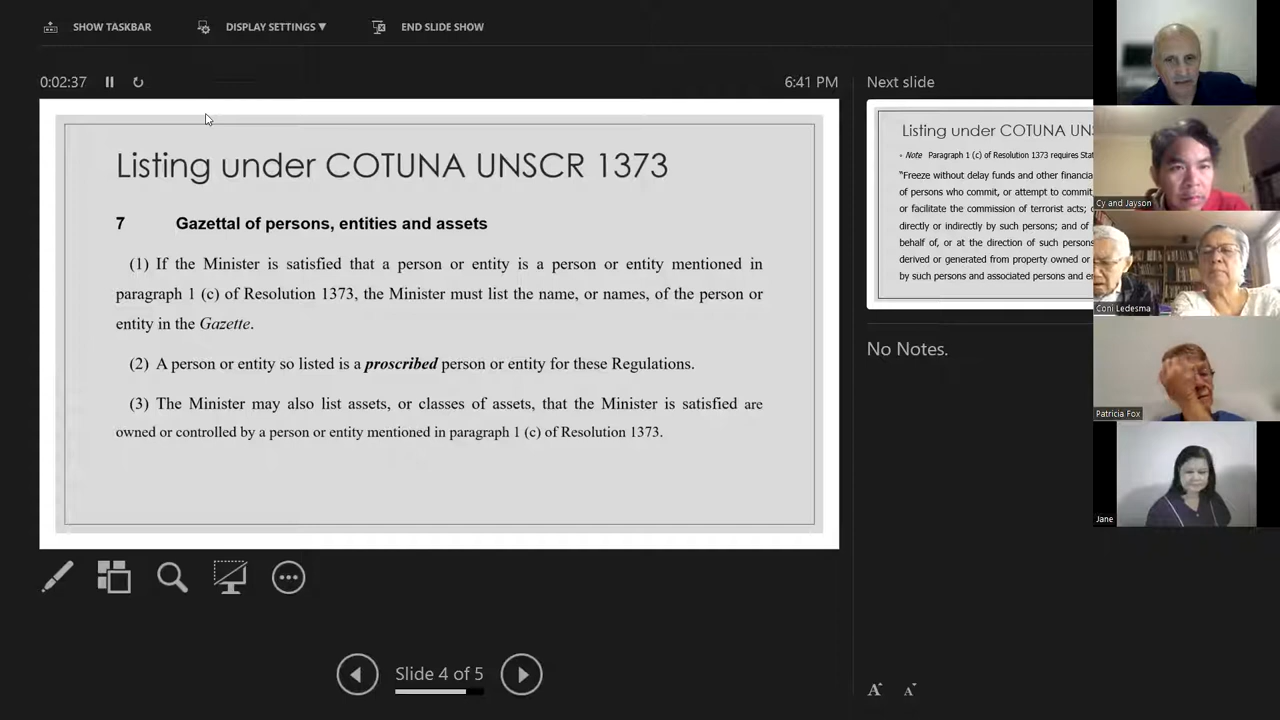 SHOW TASKBAR
DISPLAY SETTINGS ▼
END SLIDE SHOW
0:02:37
6:41 PM
Listing under COTUNA UNSCR 1373
7 Gazettal of persons, entities and assets
(1) If the Minister is satisfied that a person or entity is a person or entity mentioned in
paragraph 1 (c) of Resolution 1373, the Minister must list the name, or names, of the person or
entity in the Gazette.
(2) A person or entity so listed is a proscribed person or entity for these Regulations.
(3) The Minister may also list assets, or classes of assets, that the Minister is satisfied are
owned or controlled by a person or entity mentioned in paragraph 1 (c) of Resolution 1373.
Slide 4 of 5
Next slide
Listing under COTUNA UNS
◦ Note Paragraph 1 (c) of Resolution 1373 requires Stat
"Freeze without delay funds and other financia
of persons who commit, or attempt to commit
or facilitate the commission of terrorist acts; o
directly or indirectly by such persons; and of
behalf of, or at the direction of such persons
derived or generated from property owned or
by such persons and associated persons and e
No Notes.
A A
Cy and Jayson
Coni Ledesma
Patricia Fox
Jane